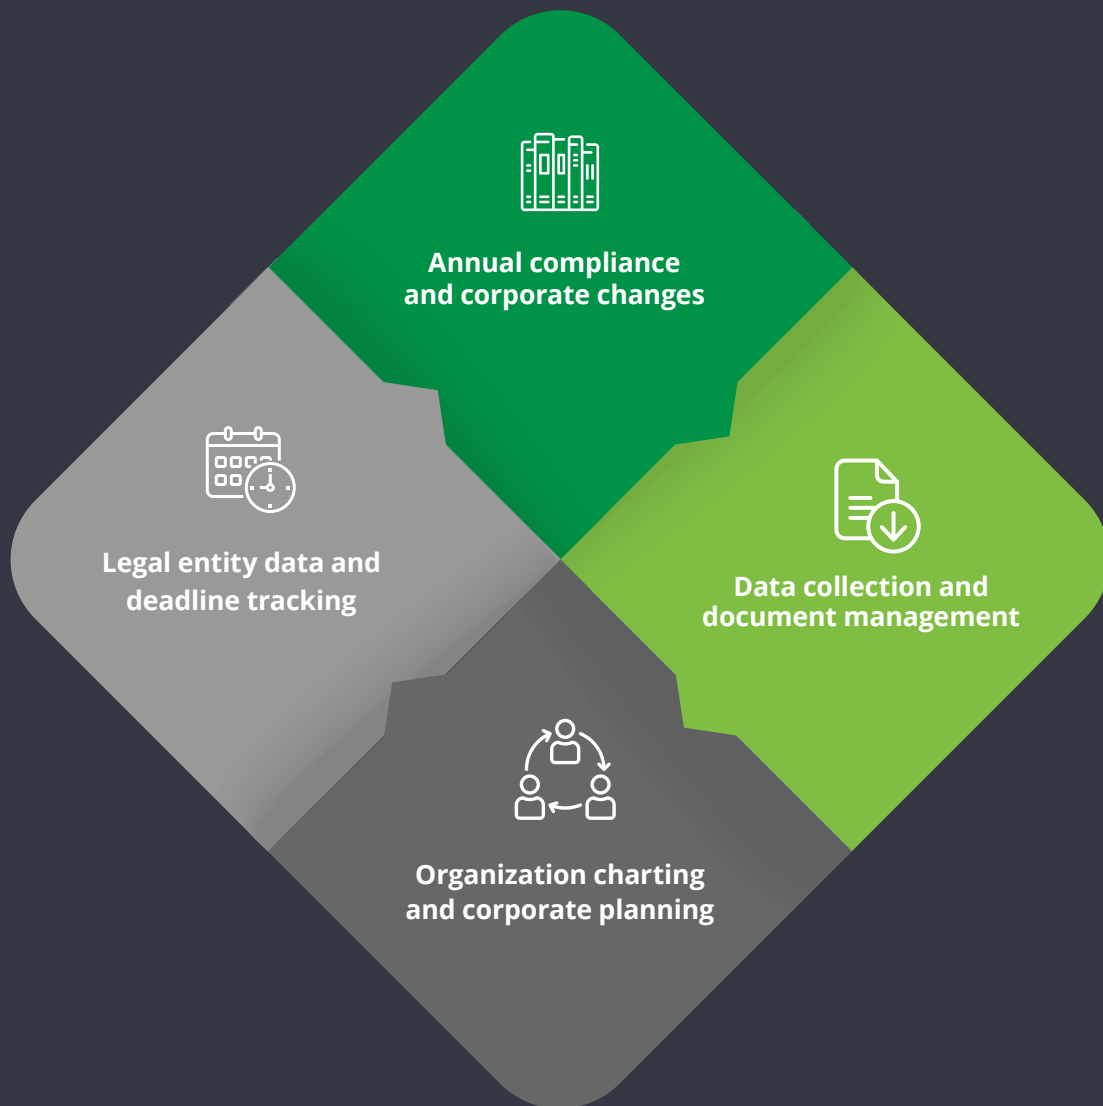 Annual compliance
and corporate changes
Legal entity data and
deadline tracking
Data collection and
document management
Organization charting
and corporate planning